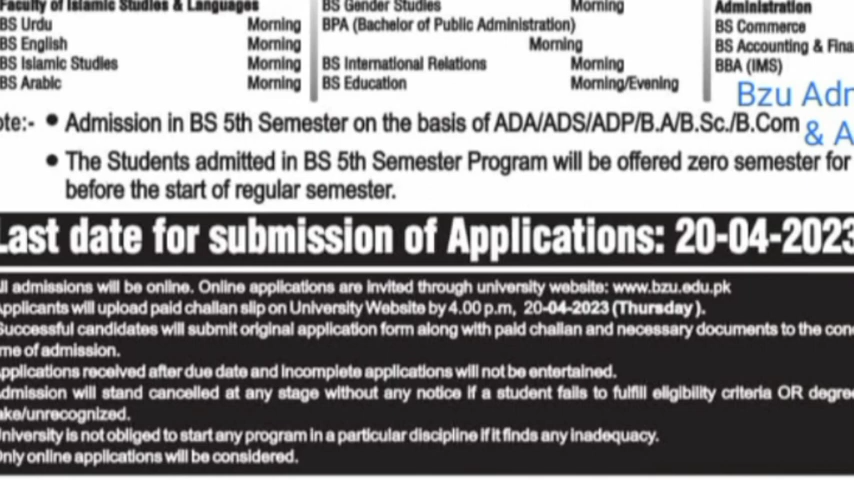 Faculty of Islamic Studies & Languages
BS Urdu Morning
BS English Morning
BS Islamic Studies Morning
BS Arabic Morning
BS Gender Studies Morning
BPA (Bachelor of Public Administration)
Morning
BS International Relations Morning
BS Education Morning/Evening
Administration
BS Commerce
BS Accounting & Fina
BBA (IMS)
Bzu Adm
& A
ote:- • Admission in BS 5th Semester on the basis of ADA/ADS/ADP/B.A/B.Sc./B.Com
• The Students admitted in BS 5th Semester Program will be offered zero semester for
before the start of regular semester.
Last date for submission of Applications: 20-04-2023
ll admissions will be online. Online applications are invited through university website: www.bzu.edu.pk
pplicants will upload paid challan slip on University Website by 4.00 p.m, 20-04-2023 (Thursday ).
Successful candidates will submit original application form along with paid challan and necessary documents to the conc
me of admission.
pplications received after due date and incomplete applications will not be entertained.
dmission will stand cancelled at any stage without any notice if a student fails to fulfill eligibility criteria OR degree
ake/unrecognized.
niversity is not obliged to start any program in a particular discipline if it finds any inadequacy.
Only online applications will be considered.